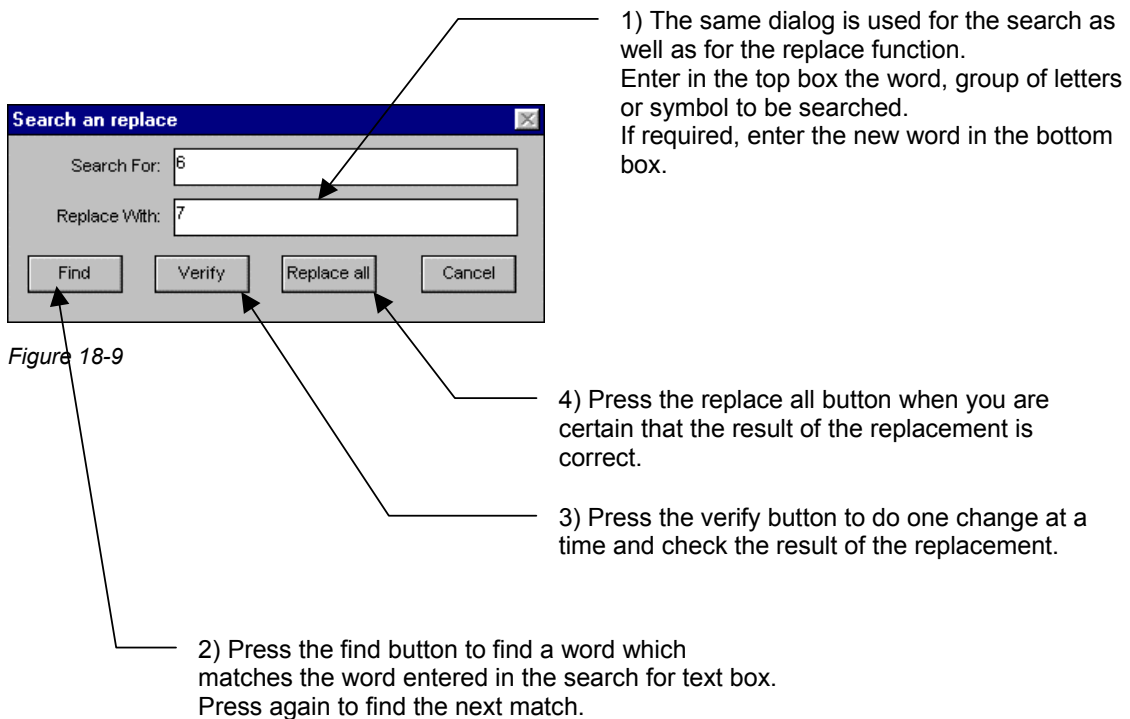 1) The same dialog is used for the search as
well as for the replace function.
Enter in the top box the word, group of letters
or symbol to be searched.
If required, enter the new word in the bottom
box.
Search an replace
Search For: 6
Replace With: 7
Find Verify Replace all Cancel
Figure 18-9
4) Press the replace all button when you are
certain that the result of the replacement is
correct.
3) Press the verify button to do one change at a
time and check the result of the replacement.
2) Press the find button to find a word which
matches the word entered in the search for text box.
Press again to find the next match.